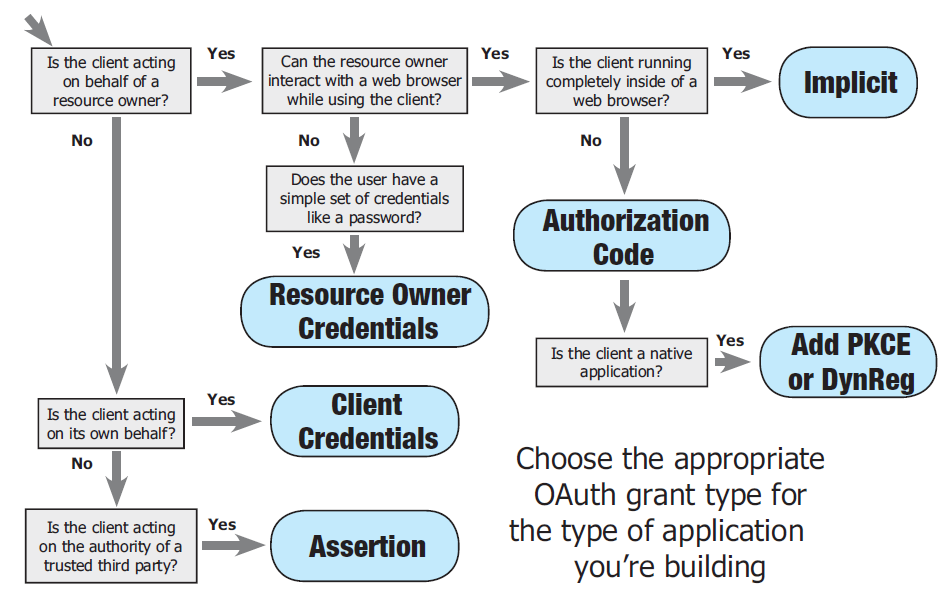 Is the client acting
on behalf of a
resource owner?
Yes
Can the resource owner
interact with a web browser
while using the client?
Yes
Is the client running
completely inside of a
web browser?
Yes
Implicit
No
No
No
Does the user have a
simple set of credentials
like a password?
Authorization
Code
Yes
Resource Owner
Credentials
Is the client a native
application?
Yes
Add PKCE
or DynReg
Is the client acting
on its own behalf?
Yes
Client
Credentials
No
Is the client acting
on the authority of a
trusted third party?
Yes
Assertion
Choose the appropriate
OAuth grant type for
the type of application
you’re building